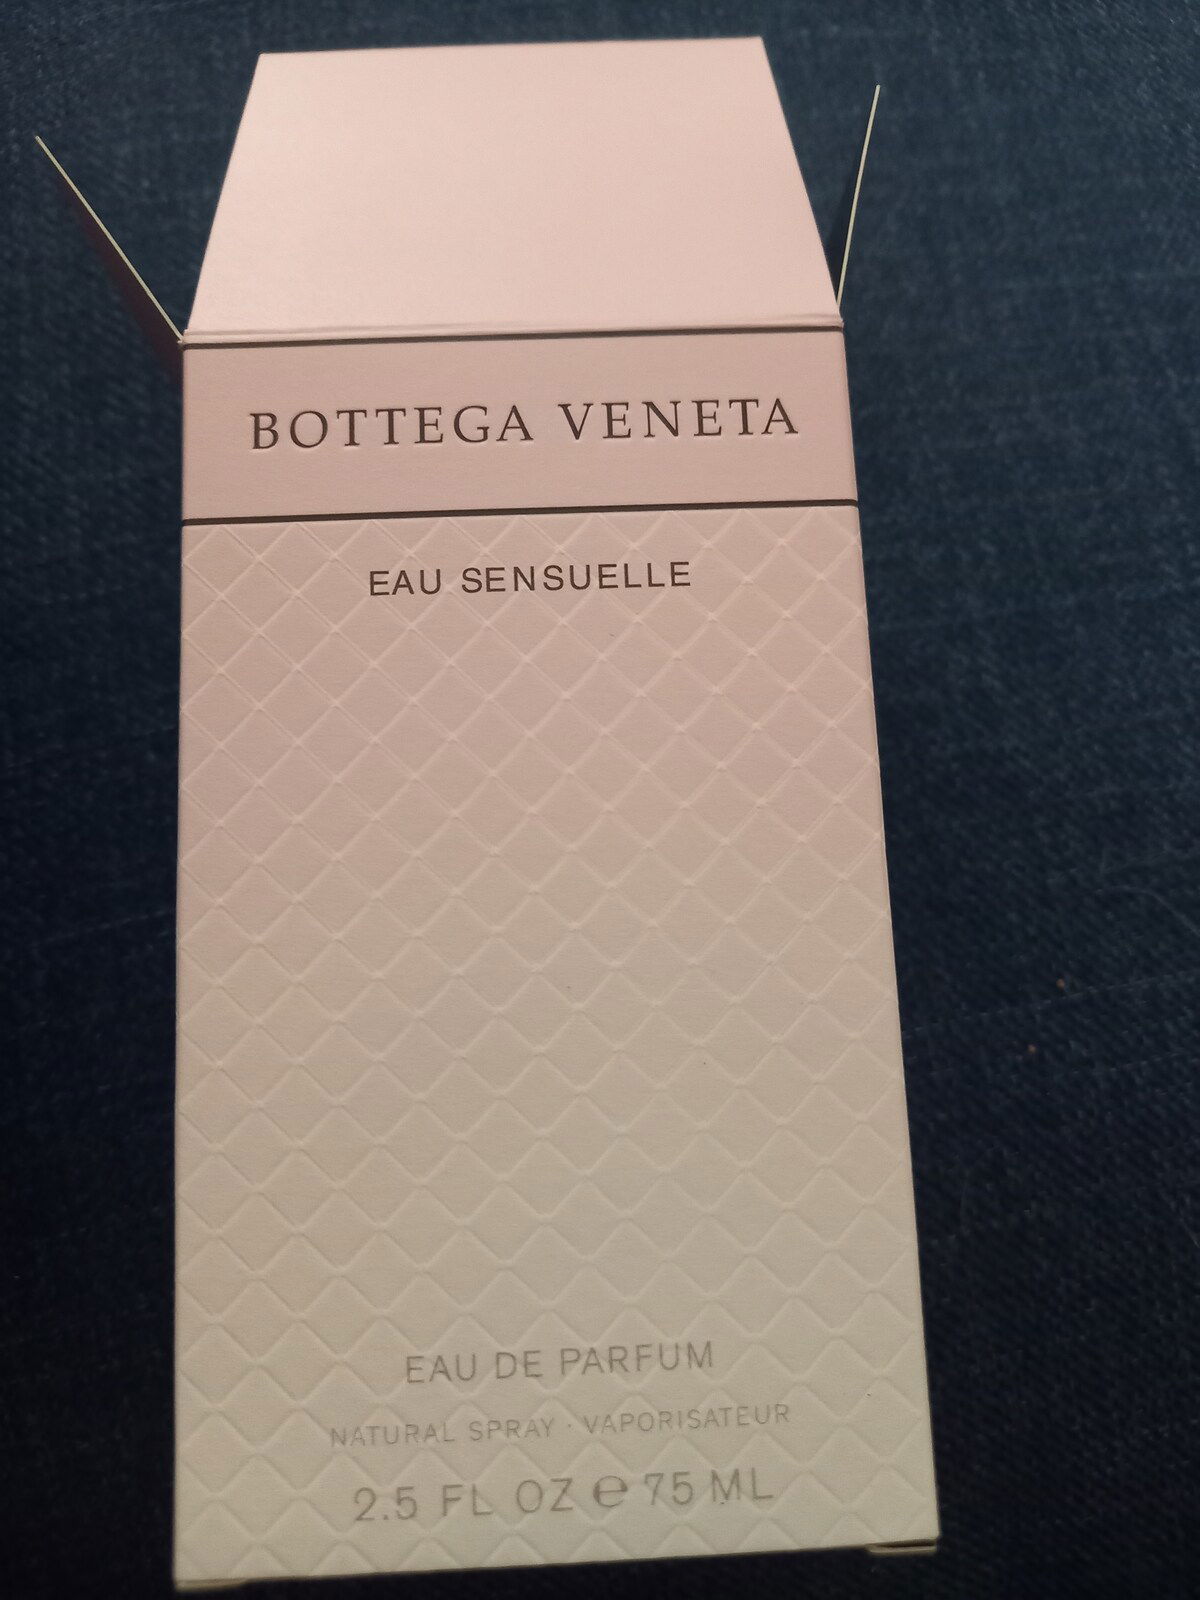 BOTTEGA VENETA
EAU SENSUELLE
EAU DE PARFUM
NATURAL SPRAY · VAPORISATEUR
2.5 FL OZ ℮ 75 ML